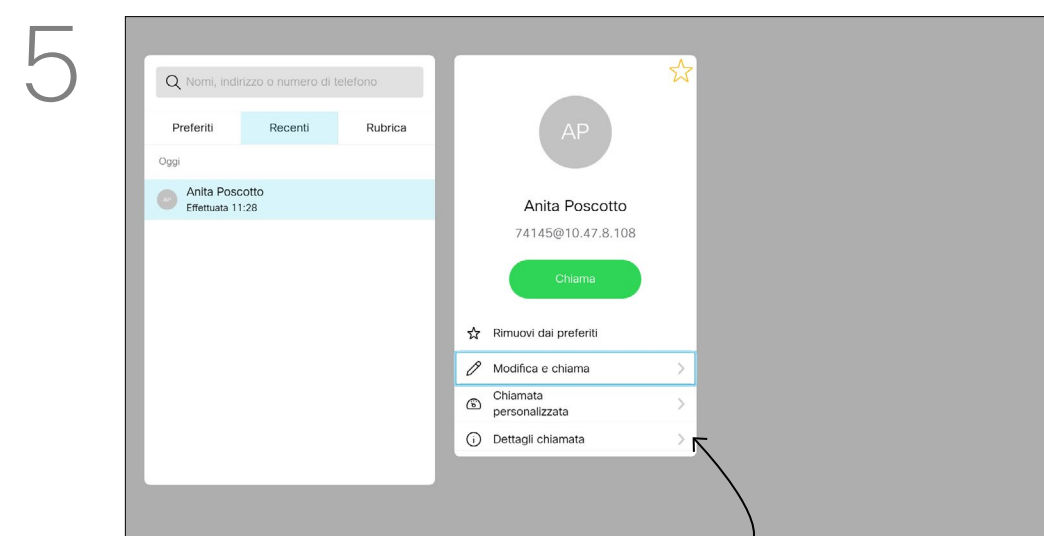 5
Nomi, indirizzo o numero di telefono
Preferiti Recenti Rubrica
Oggi
AP
Anita Poscotto
Effettuata 11:28
AP
Anita Poscotto
74145@10.47.8.108
Chiama
Rimuovi dai preferiti
Modifica e chiama
Chiamata
personalizzata
Dettagli chiamata